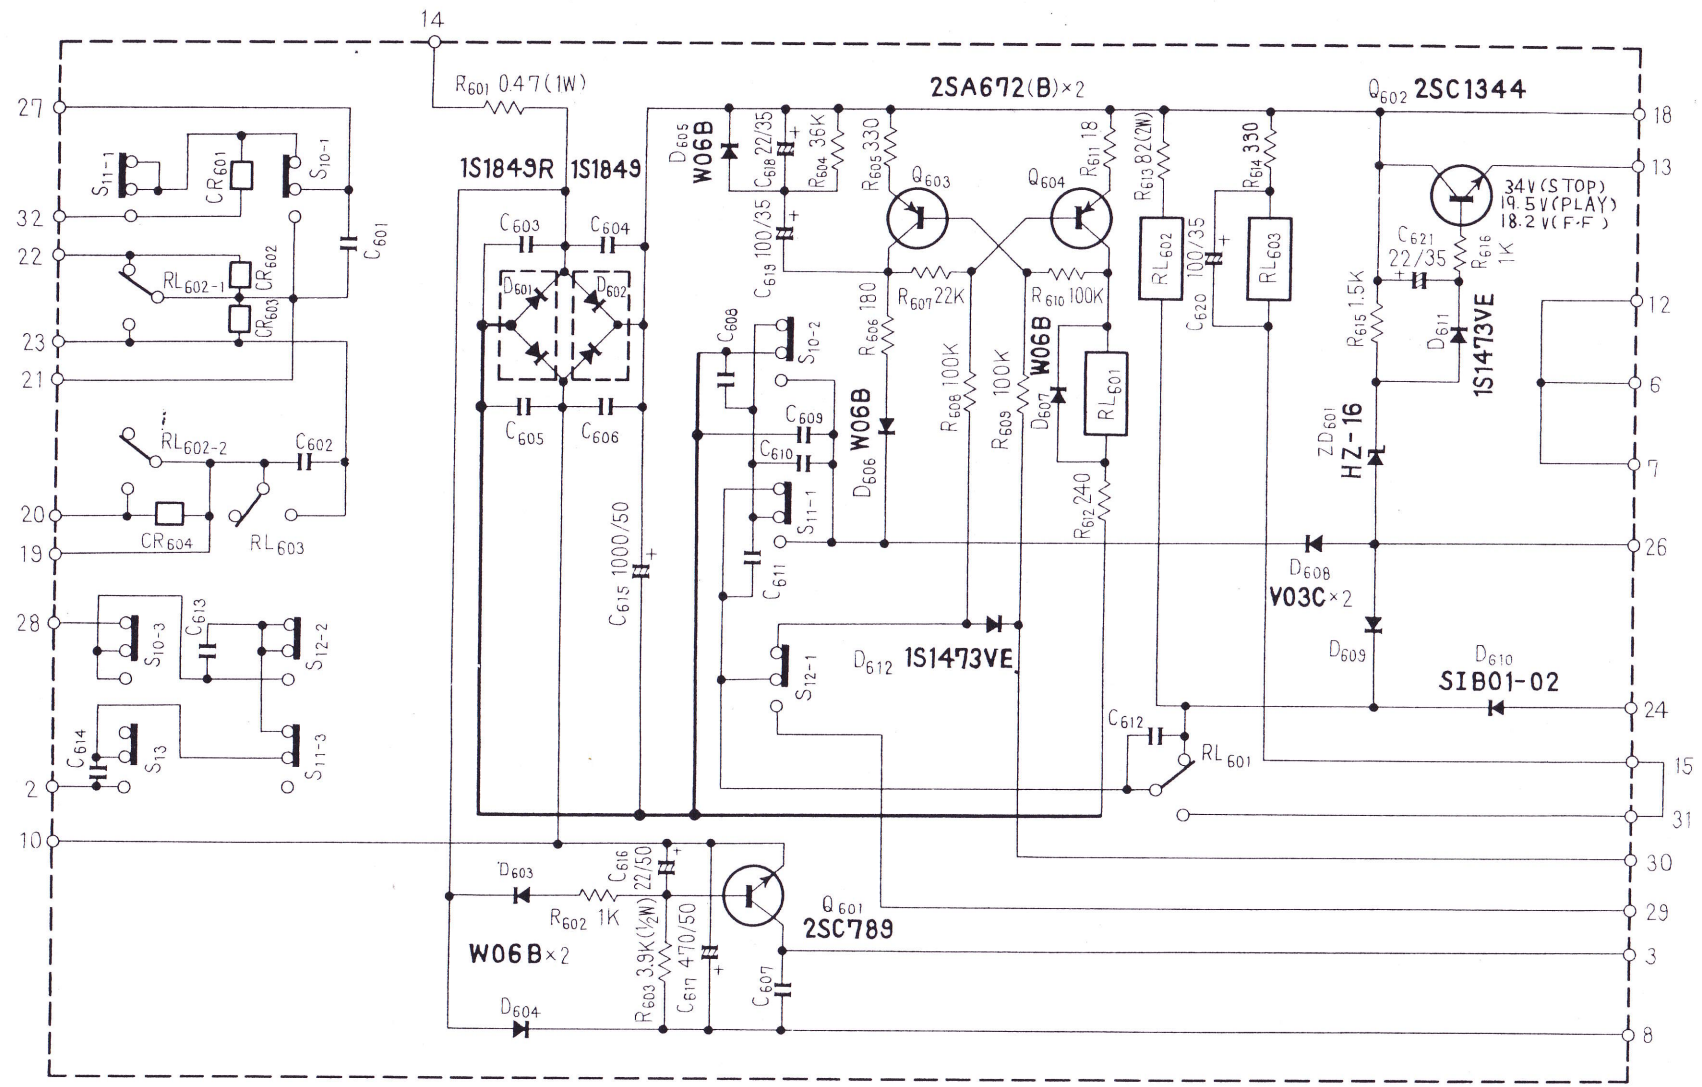 14
27
32
22
23
21
20
19
28
2
10
18
13
12
6
7
26
24
15
31
30
29
3
8
R601 0.47(1W)
1S1849R
1S1849
2SA672(B)×2
Q602 2SC1344
S11-1
CR601
S10-1
C601
RL602-1
CR602
CR603
RL602-2
C602
CR604
RL603
S10-3
C613
S12-2
C614
S13
S11-3
C603
C604
D601
D602
C605
C606
C615 1000/50
D605
W06B
C618 22/35
R604 36K
R605 330
Q603
Q604
R611 18
R613 82(2W)
R614 330
C619 100/35
R607 22K
R610 100K
RL602
C620 100/35
RL603
34V(STOP)
19.5V(PLAY)
18.2V(F·F)
C621
22/35
R616
1K
R615 1.5K
D611
1S1473VE
C608
S10-2
R606 180
D606 W06B
R608 100K
R609 100K
W06B
D607
RL601
R612 240
C609
C610
S11-1
C611
ZD601
HZ-16
D608
V03C×2
D609
D610
SIB01-02
S12-1
D612 1S1473VE
C612
RL601
D603
R602 1K
W06B×2
C616
22/50
R603 3.9K(½W)
C617 470/50
Q601
2SC789
C607
D604